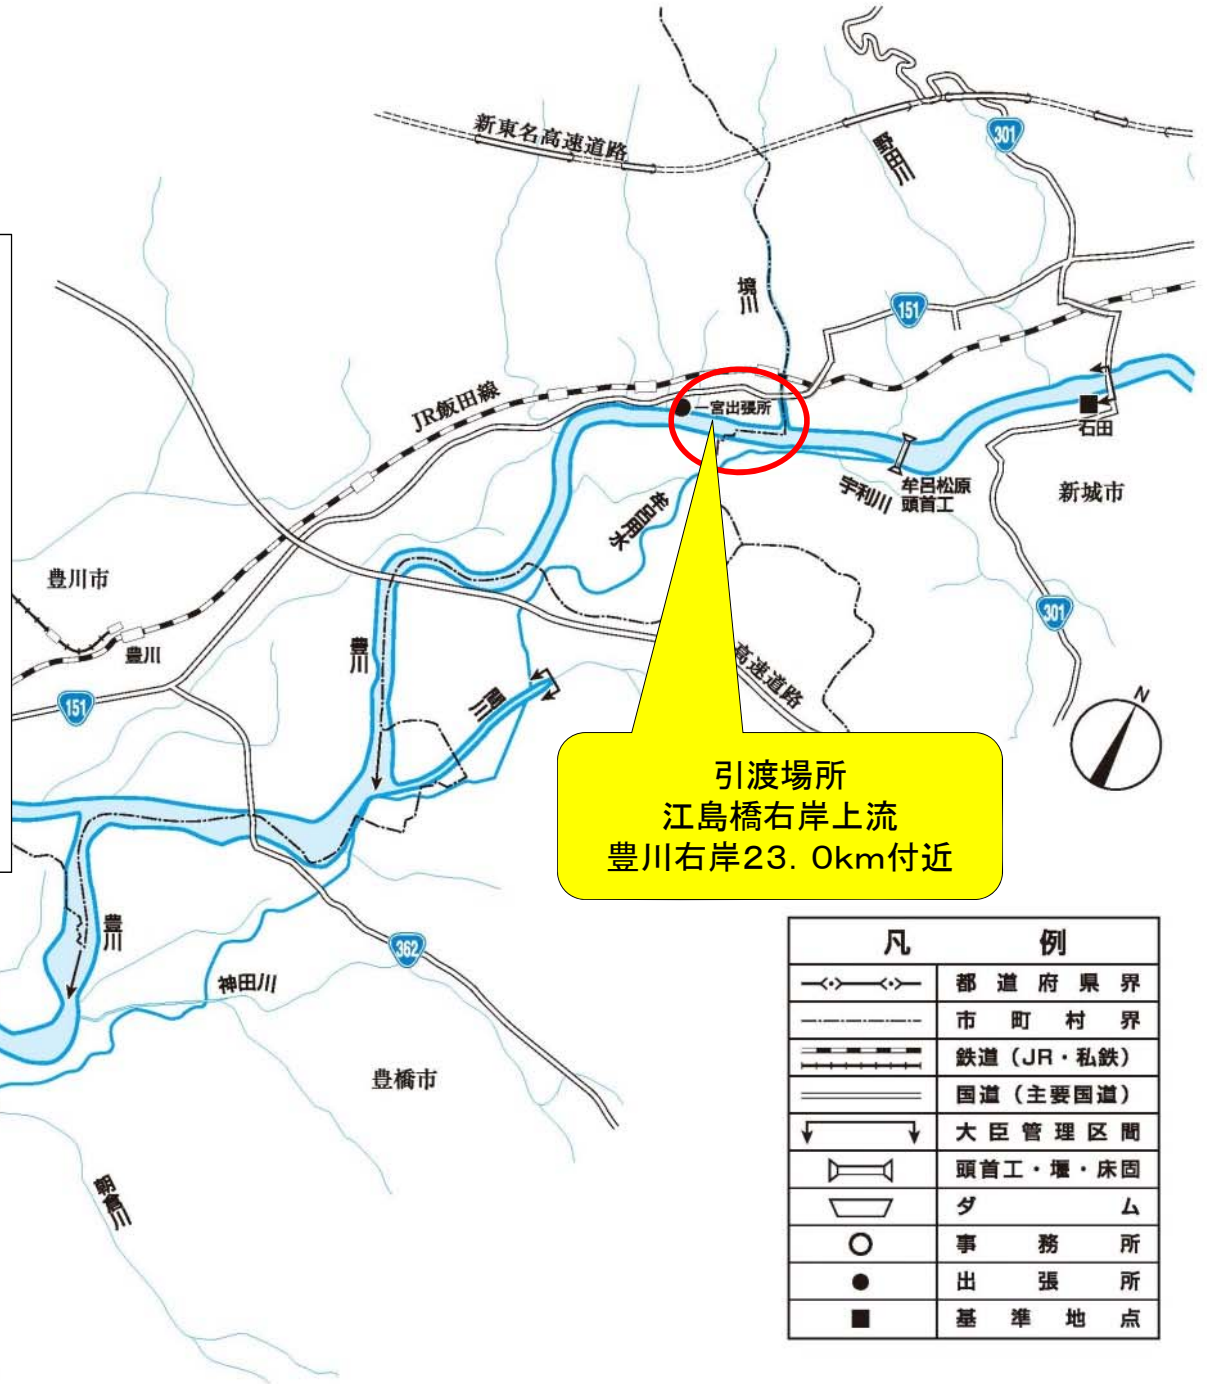 新東名高速道路
野田川
301
境川
151
JR飯田線
一宮出張所
石田
宇利川
牟呂松原
頭首工
新城市
牟呂用水
豊川市
豊川
豊川
151
間川
301
高速道路
N
引渡場所
江島橋右岸上流
豊川右岸23.0km付近
豊川
362
神田川
豊橋市
朝倉川
凡例
都道府県界
市町村界
鉄道(JR・私鉄)
国道(主要国道)
大臣管理区間
頭首工・堰・床固
ダム
事務所
出張所
基準地点